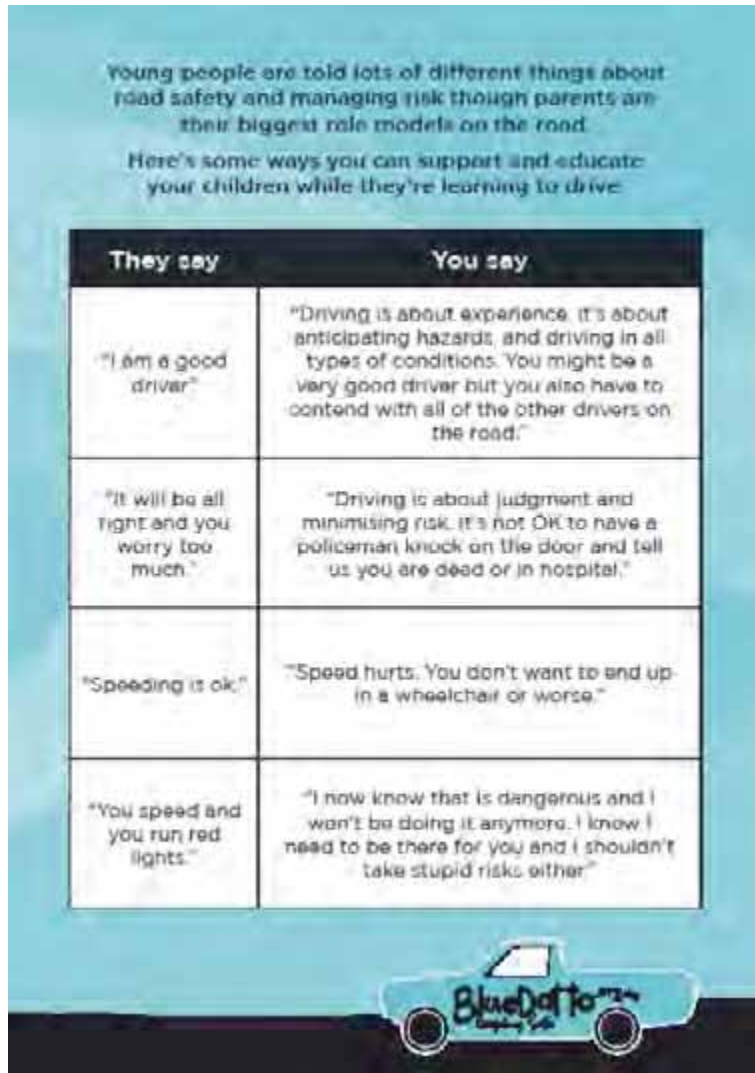 Young people are told lots of different things about
road safety and managing risk though parents are
their biggest role models on the road.
Here's some ways you can support and educate
your children while they're learning to drive
They say
You say
"I am a good
driver"
"Driving is about experience. It's about
anticipating hazards, and driving in all
types of conditions. You might be a
very good driver but you also have to
contend with all of the other drivers on
the road."
"It will be all
right and you
worry too
much."
"Driving is about judgment and
minimising risk. It's not OK to have a
policeman knock on the door and tell
us you are dead or in hospital."
"Speeding is ok."
"Speed hurts. You don't want to end up
in a wheelchair or worse."
"You speed and
you run red
lights."
"I now know that is dangerous and I
won't be doing it anymore. I know I
need to be there for you and I shouldn't
take stupid risks either"
BlueDatto
Keeping Safe